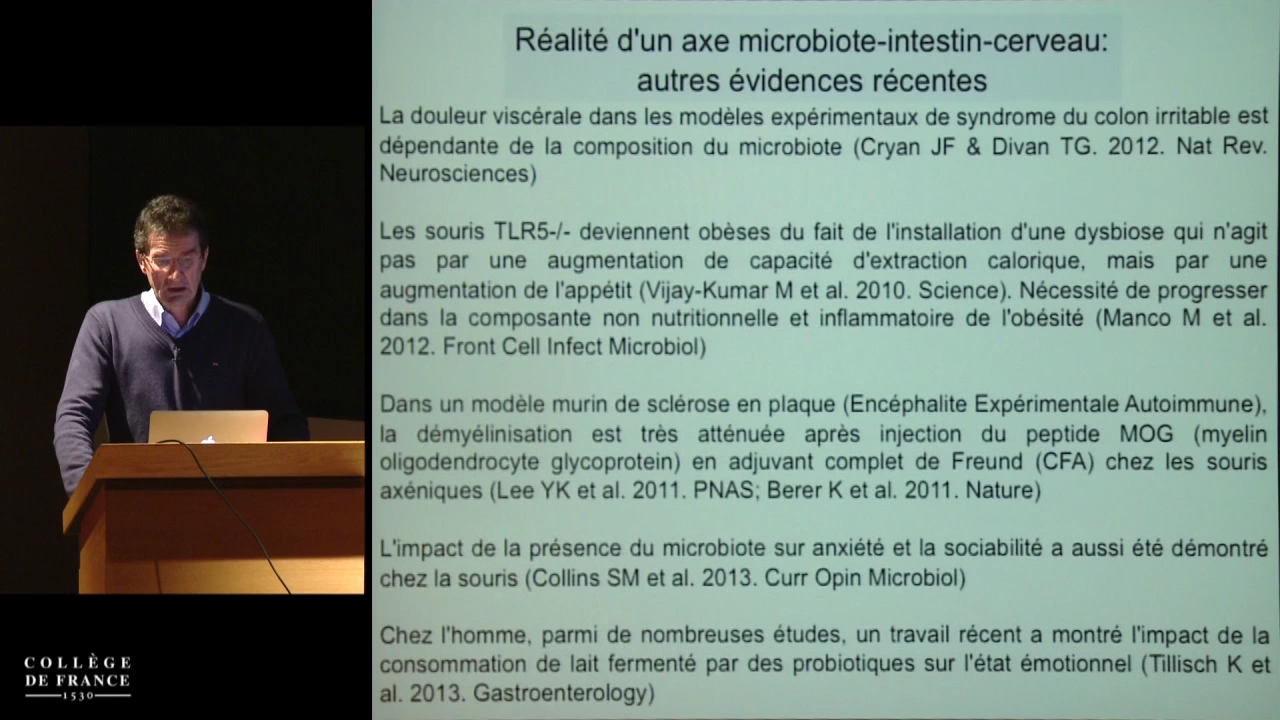 Réalité d'un axe microbiote-intestin-cerveau:
autres évidences récentes
La douleur viscérale dans les modèles expérimentaux de syndrome du colon irritable est
dépendante de la composition du microbiote (Cryan JF & Divan TG. 2012. Nat Rev.
Neurosciences)
Les souris TLR5-/- deviennent obèses du fait de l'installation d'une dysbiose qui n'agit
pas par une augmentation de capacité d'extraction calorique, mais par une
augmentation de l'appétit (Vijay-Kumar M et al. 2010. Science). Nécessité de progresser
dans la composante non nutritionnelle et inflammatoire de l'obésité (Manco M et al.
2012. Front Cell Infect Microbiol)
Dans un modèle murin de sclérose en plaque (Encéphalite Expérimentale Autoimmune),
la démyélinisation est très atténuée après injection du peptide MOG (myelin
oligodendrocyte glycoprotein) en adjuvant complet de Freund (CFA) chez les souris
axéniques (Lee YK et al. 2011. PNAS; Berer K et al. 2011. Nature)
L'impact de la présence du microbiote sur anxiété et la sociabilité a aussi été démontré
chez la souris (Collins SM et al. 2013. Curr Opin Microbiol)
Chez l'homme, parmi de nombreuses études, un travail récent a montré l'impact de la
consommation de lait fermenté par des probiotiques sur l'état émotionnel (Tillisch K et
al. 2013. Gastroenterology)
COLLÈGE
DE FRANCE
1530